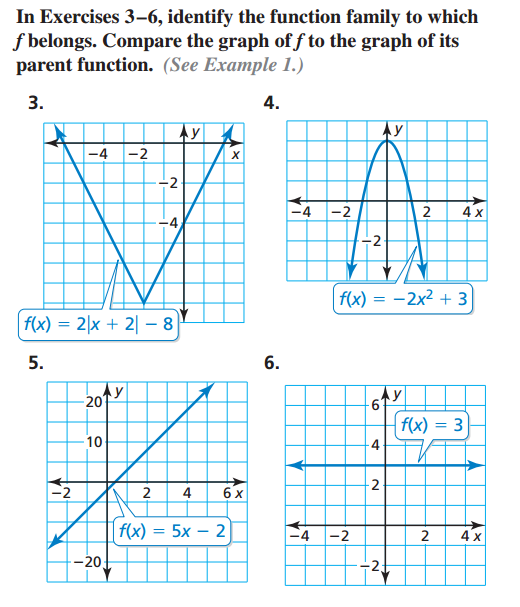 In Exercises 3–6, identify the function family to which
f belongs. Compare the graph of f to the graph of its
parent function. (See Example 1.)
3.
y
−4 −2 x
−2
−4
f(x) = 2|x + 2| − 8
4.
y
−4 −2 2 4 x
−2
f(x) = −2x² + 3
5.
y
20
10
−2 2 4 6 x
f(x) = 5x − 2
−20
6.
y
6
f(x) = 3
4
2
−4 −2 2 4 x
−2